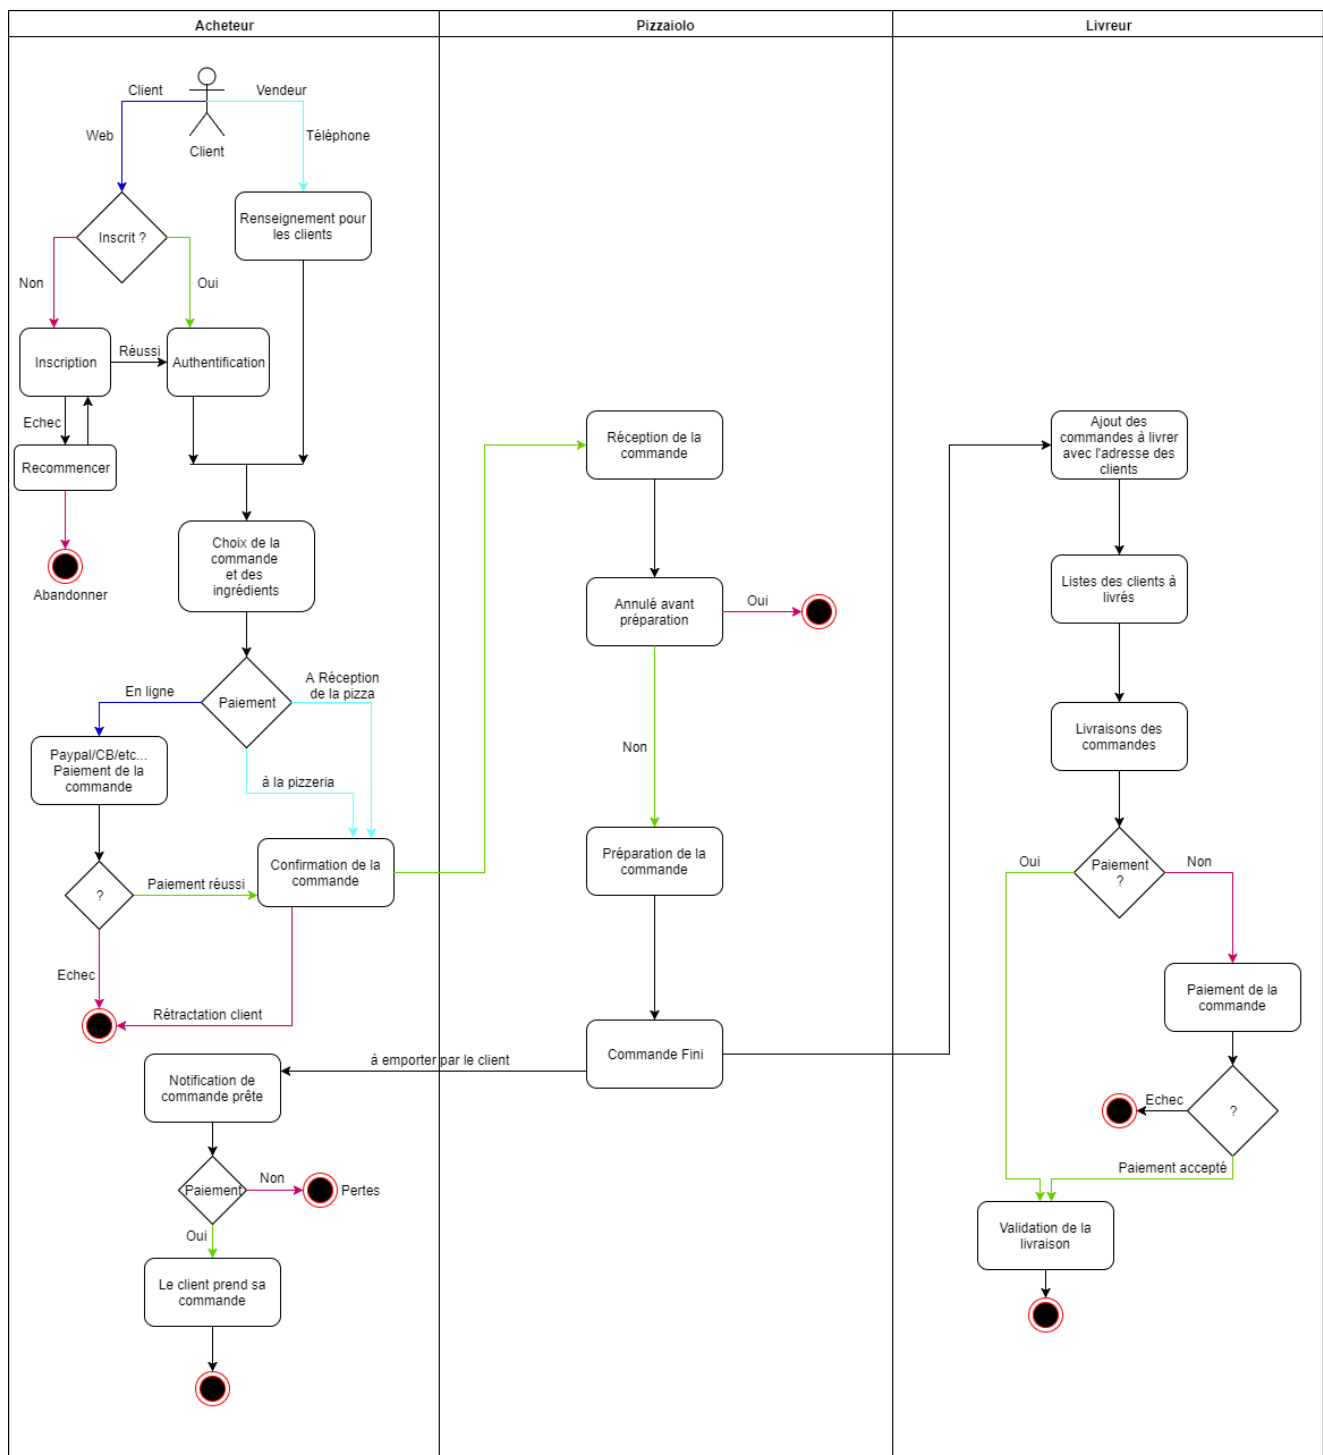 Acheteur
Pizzaiolo
Livreur
Client
Vendeur
Web
Téléphone
Client
Inscrit ?
Renseignement pour
les clients
Non
Oui
Inscription
Réussi
Authentification
Echec
Recommencer
Abandonner
Choix de la
commande
et des
ingrédients
Paiement
En ligne
A Réception
de la pizza
à la pizzeria
Paypal/CB/etc...
Paiement de la
commande
?
Paiement réussi
Confirmation de la
commande
Echec
Rétractation client
à emporter par le client
Notification de
commande prête
Paiement
Non
Pertes
Oui
Le client prend sa
commande
Réception de la
commande
Annulé avant
préparation
Oui
Non
Préparation de la
commande
Commande Fini
Ajout des
commandes à livrer
avec l'adresse des
clients
Listes des clients à
livrés
Livraisons des
commandes
Paiement
?
Oui
Non
Paiement de la
commande
?
Echec
Paiement accepté
Validation de la
livraison